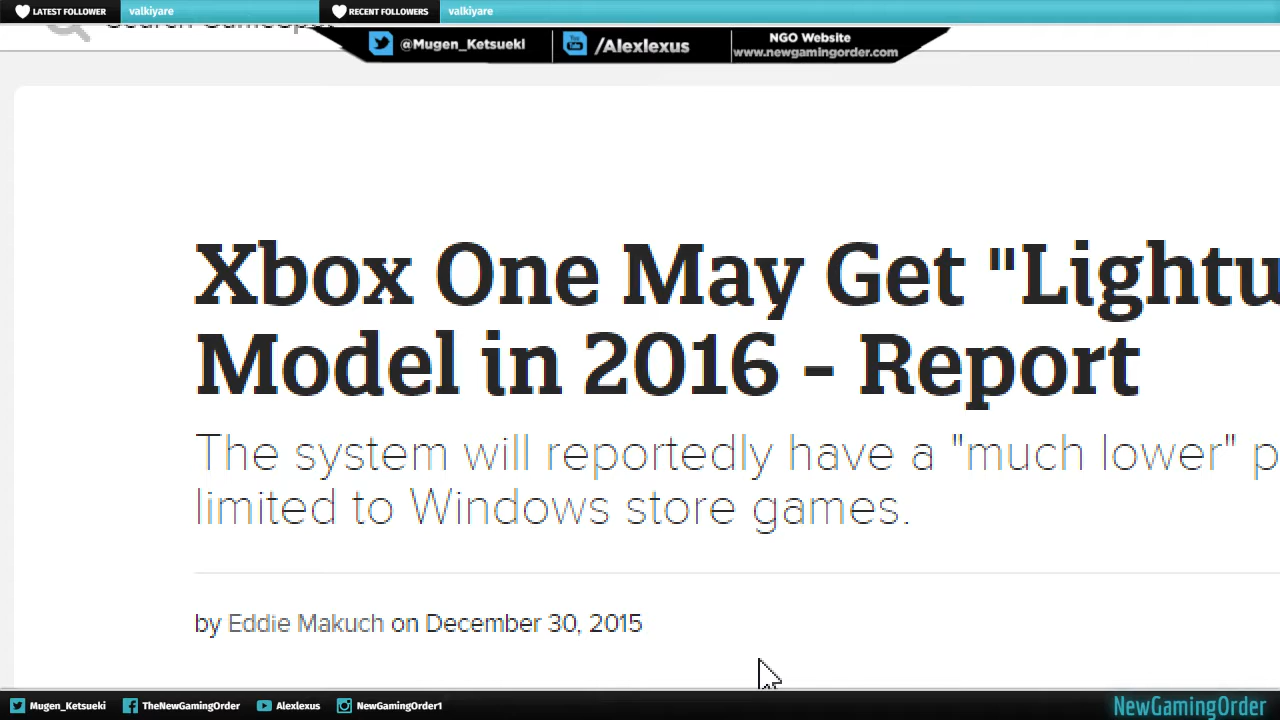 LATEST FOLLOWER valkiyare RECENT FOLLOWERS valkiyare
@Mugen_Ketsueki /Alexlexus NGO Website
www.newgamingorder.com
Xbox One May Get "Lightu
Model in 2016 - Report
The system will reportedly have a "much lower" p
limited to Windows store games.
by Eddie Makuch on December 30, 2015
Mugen_Ketsueki TheNewGamingOrder Alexlexus NewGamingOrder1 NewGamingOrder